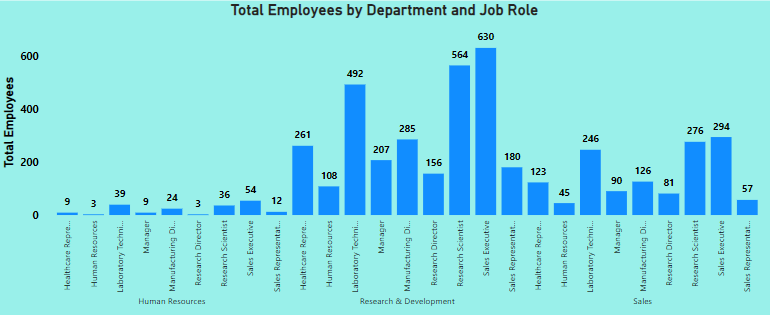 Total Employees by Department and Job Role
Total Employees
600
400
200
0
9
3
39
9
24
3
36
54
12
261
108
492
207
285
156
564
630
180
123
45
246
90
126
81
276
294
57
Healthcare Repre...
Human Resources
Laboratory Techni...
Manager
Manufacturing Di...
Research Director
Research Scientist
Sales Executive
Sales Representat...
Healthcare Repre...
Human Resources
Laboratory Techni...
Manager
Manufacturing Di...
Research Director
Research Scientist
Sales Executive
Sales Representat...
Healthcare Repre...
Human Resources
Laboratory Techni...
Manager
Manufacturing Di...
Research Director
Research Scientist
Sales Executive
Sales Representat...
Human Resources
Research & Development
Sales